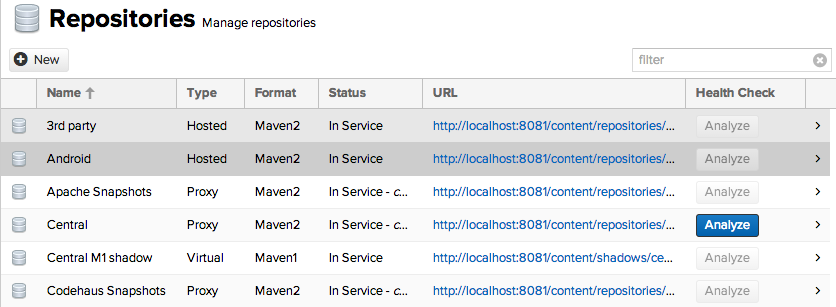 Repositories Manage repositories
New filter
Name Type Format Status URL Health Check
3rd party Hosted Maven2 In Service http://localhost:8081/content/repositories/... Analyze
Android Hosted Maven2 In Service http://localhost:8081/content/repositories/... Analyze
Apache Snapshots Proxy Maven2 In Service - c... http://localhost:8081/content/repositories/... Analyze
Central Proxy Maven2 In Service - c... http://localhost:8081/content/repositories/... Analyze
Central M1 shadow Virtual Maven1 In Service http://localhost:8081/content/shadows/ce... Analyze
Codehaus Snapshots Proxy Maven2 In Service - c... http://localhost:8081/content/repositories/... Analyze